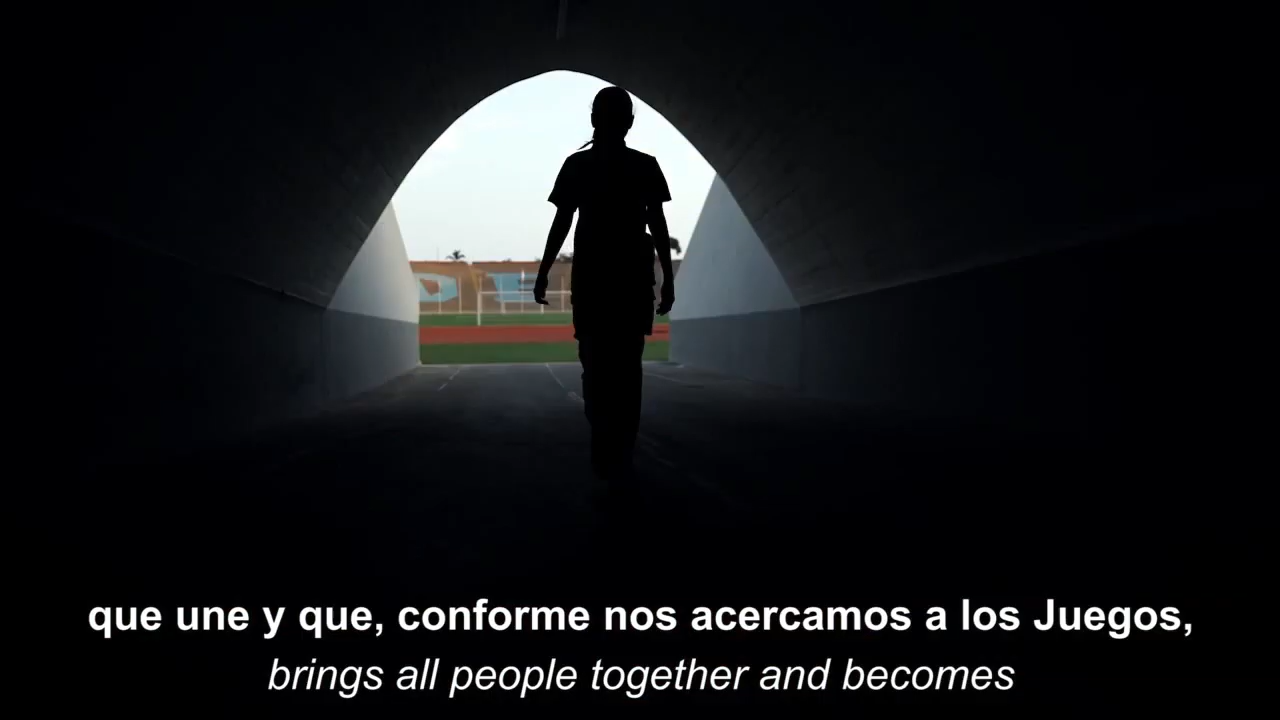 que une y que, conforme nos acercamos a los Juegos,
brings all people together and becomes